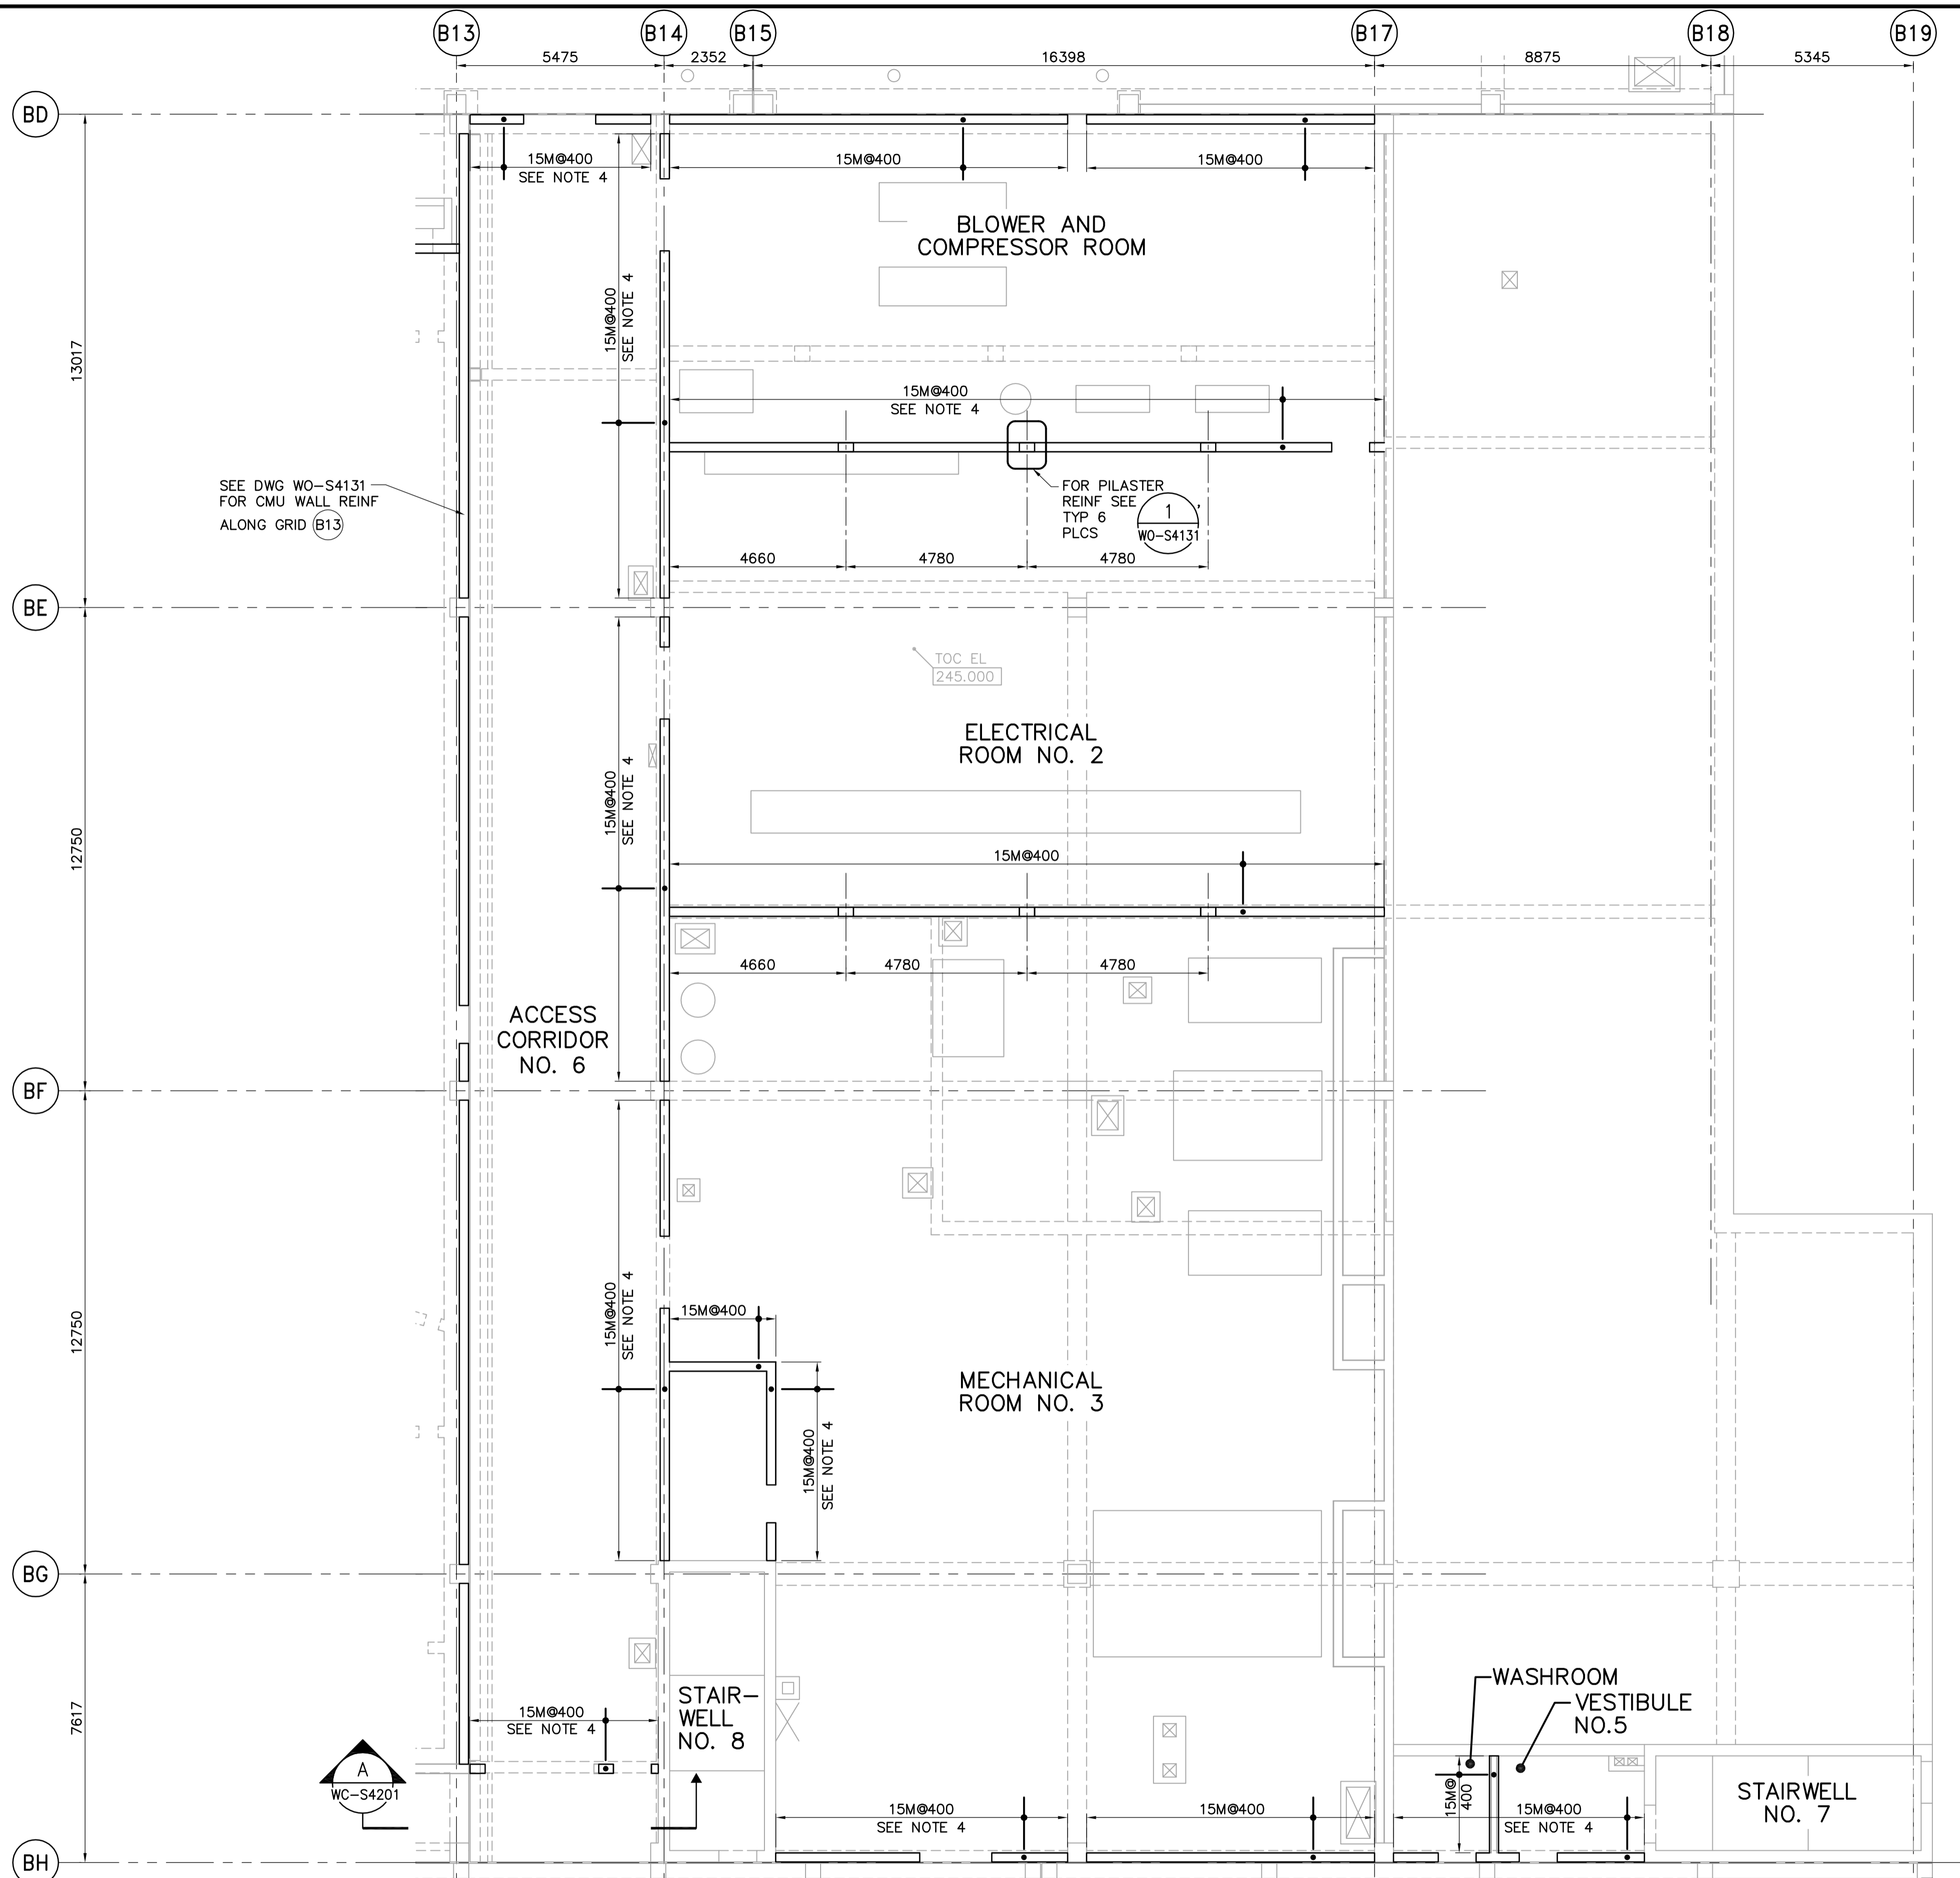 B13
B14
B15
B17
B18
B19
5475
2352
16398
8875
5345
BD
15M@400
SEE NOTE 4
15M@400
15M@400
BLOWER AND
COMPRESSOR ROOM
15M@400
SEE NOTE 4
13017
15M@400
SEE NOTE 4
SEE DWG WO-S4131
FOR CMU WALL REINF
ALONG GRID B13
FOR PILASTER
REINF SEE
TYP 6
PLCS
1
WO-S4131
,
4660
4780
4780
BE
TOC EL
245.000
ELECTRICAL
ROOM NO. 2
15M@400
SEE NOTE 4
12750
15M@400
4660
4780
4780
ACCESS
CORRIDOR
NO. 6
BF
15M@400
SEE NOTE 4
12750
15M@400
MECHANICAL
ROOM NO. 3
15M@400
SEE NOTE 4
BG
WASHROOM
VESTIBULE
NO.5
STAIR-
WELL
NO. 8
7617
15M@400
SEE NOTE 4
A
WC-S4201
15M@
400
STAIRWELL
NO. 7
15M@400
SEE NOTE 4
15M@400
15M@400
SEE NOTE 4
BH